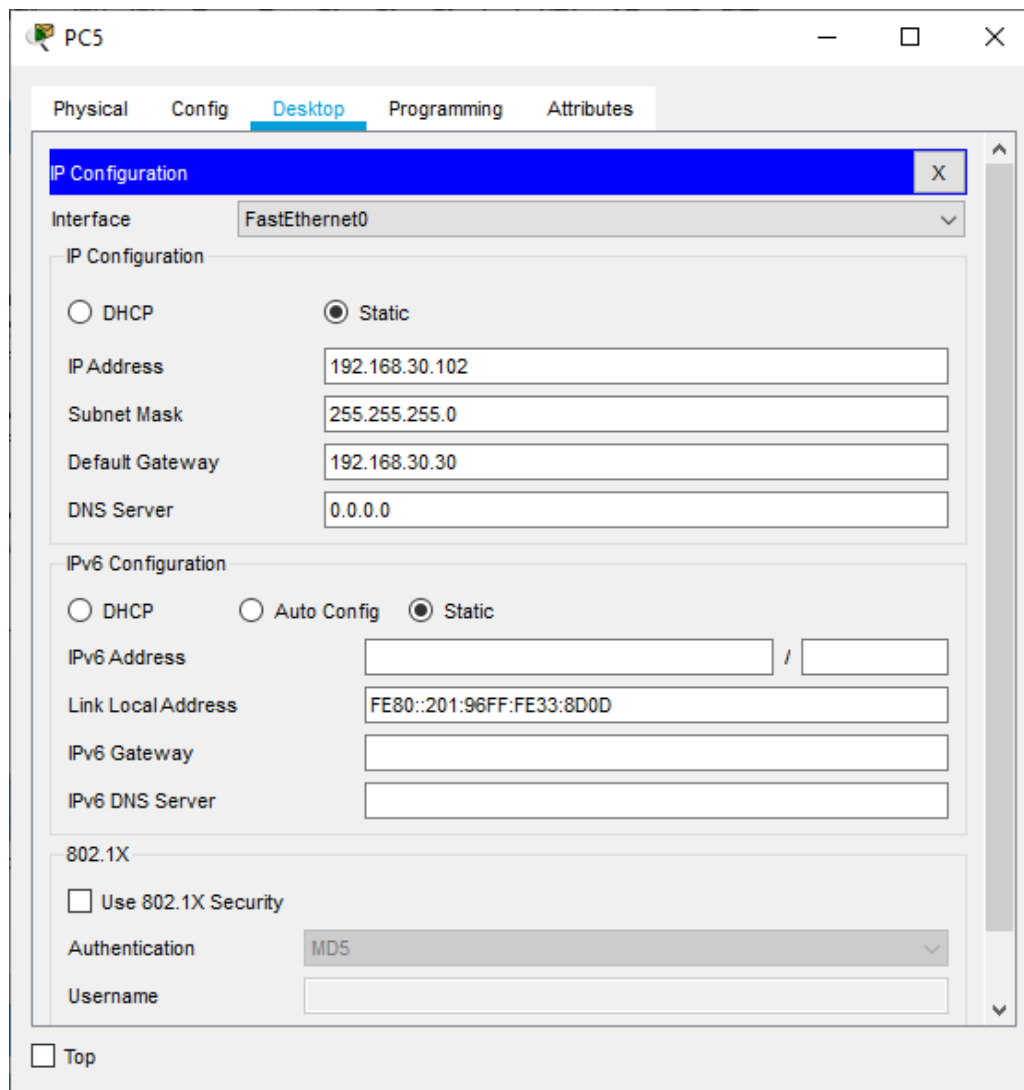 PC5
Physical Config Desktop Programming Attributes
IP Configuration X
Interface FastEthernet0
IP Configuration
DHCP Static
IP Address 192.168.30.102
Subnet Mask 255.255.255.0
Default Gateway 192.168.30.30
DNS Server 0.0.0.0
IPv6 Configuration
DHCP Auto Config Static
IPv6 Address /
Link Local Address FE80::201:96FF:FE33:8D0D
IPv6 Gateway
IPv6 DNS Server
802.1X
Use 802.1X Security
Authentication MD5
Username
Top